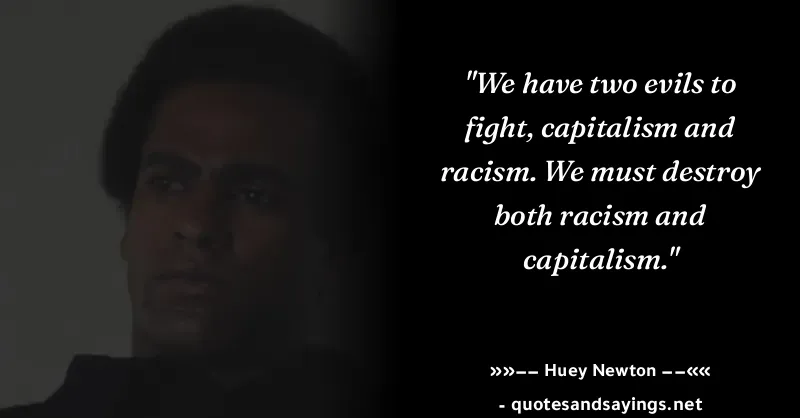 "We have two evils to
fight, capitalism and
racism. We must destroy
both racism and
capitalism."
»»–– Huey Newton ––««
- quotesandsayings.net